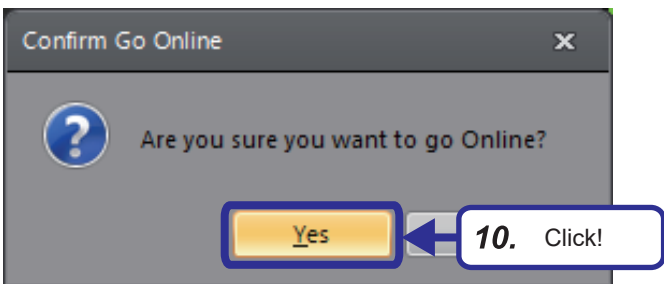 Confirm Go Online
Are you sure you want to go Online?
Yes
10. Click!